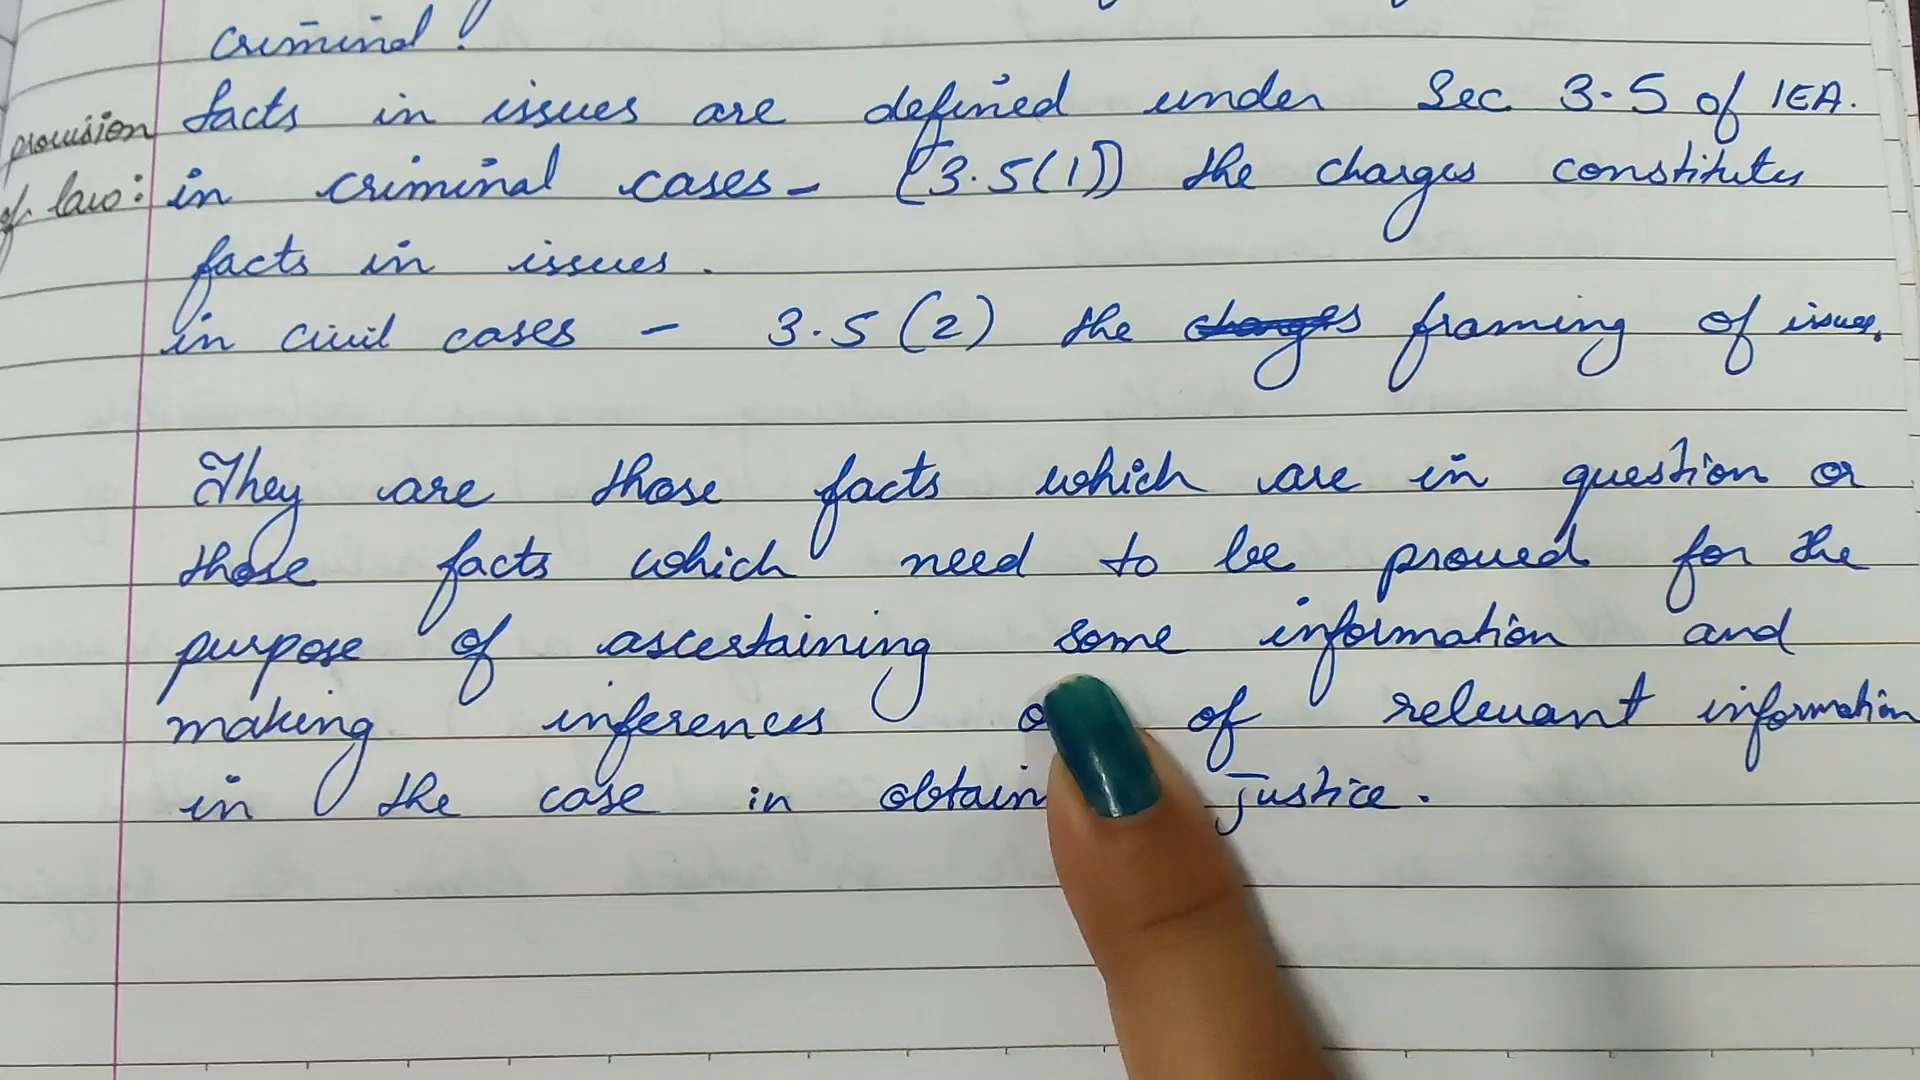 criminal?
provision facts in issues are defined under Sec 3.5 of IEA.
of law: in criminal cases - [3.5(1)] the charges constitutes
facts in issues.
in civil cases - 3.5 (2) the charges framing of issues.
They are those facts which are in question or
those facts which need to be proved for the
purpose of ascertaining some information and
making inferences of relevant information
in the case in obtain justice.